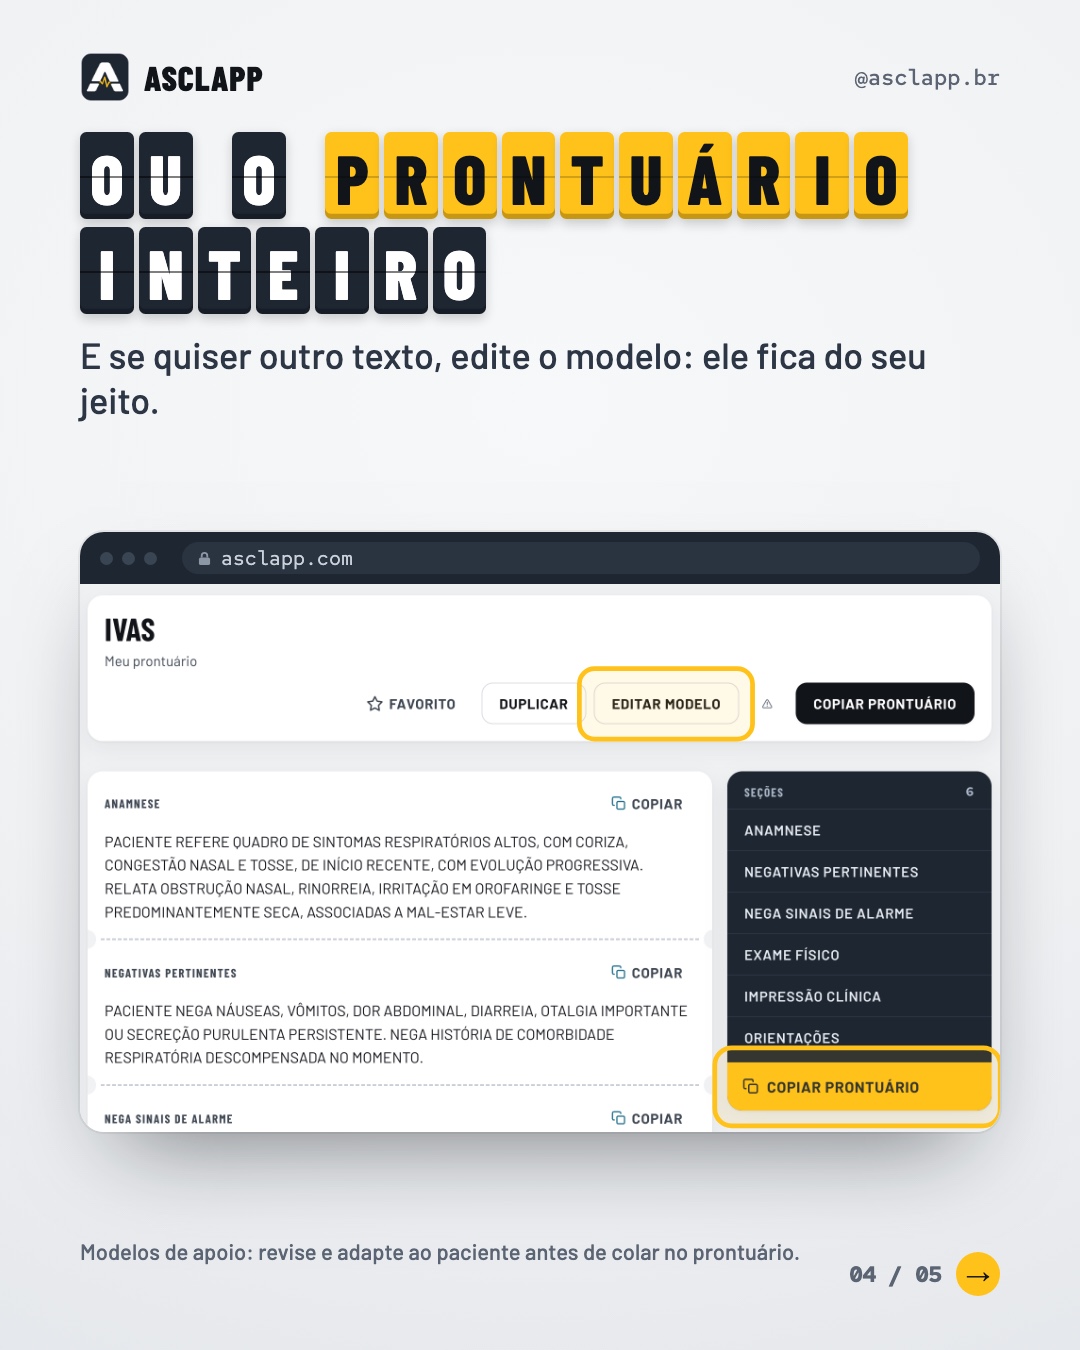 ASCLAPP
@asclapp.br
OU O PRONTUÁRIO
INTEIRO
E se quiser outro texto, edite o modelo: ele fica do seu
jeito.
asclapp.com
IVAS
Meu prontuário
FAVORITO
DUPLICAR
EDITAR MODELO
COPIAR PRONTUÁRIO
ANAMNESE
COPIAR
PACIENTE REFERE QUADRO DE SINTOMAS RESPIRATÓRIOS ALTOS, COM CORIZA,
CONGESTÃO NASAL E TOSSE, DE INÍCIO RECENTE, COM EVOLUÇÃO PROGRESSIVA.
RELATA OBSTRUÇÃO NASAL, RINORREIA, IRRITAÇÃO EM OROFARINGE E TOSSE
PREDOMINANTEMENTE SECA, ASSOCIADAS A MAL-ESTAR LEVE.
NEGATIVAS PERTINENTES
COPIAR
PACIENTE NEGA NÁUSEAS, VÔMITOS, DOR ABDOMINAL, DIARREIA, OTALGIA IMPORTANTE
OU SECREÇÃO PURULENTA PERSISTENTE. NEGA HISTÓRIA DE COMORBIDADE
RESPIRATÓRIA DESCOMPENSADA NO MOMENTO.
NEGA SINAIS DE ALARME
COPIAR
SEÇÕES
6
ANAMNESE
NEGATIVAS PERTINENTES
NEGA SINAIS DE ALARME
EXAME FÍSICO
IMPRESSÃO CLÍNICA
ORIENTAÇÕES
COPIAR PRONTUÁRIO
Modelos de apoio: revise e adapte ao paciente antes de colar no prontuário.
04 / 05 →